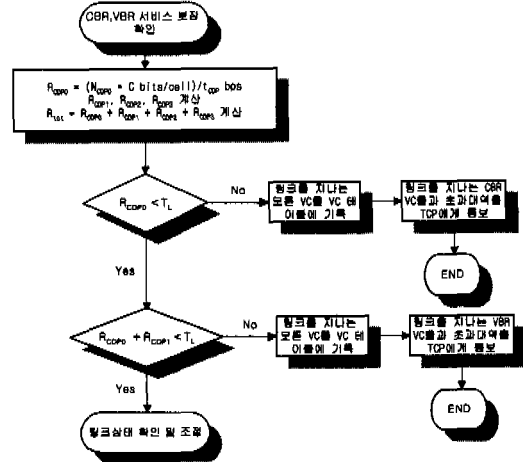 CBR,VBR 서비스 보장
확인
R_CDP0 = (N_CDP0 * C bits/cell)/t_CDP bps
R_CDP1, R_CDP2, R_CDP3 계산
R_tot = R_CDP0 + R_CDP1 + R_CDP2 + R_CDP3 계산
R_CDP0 < T_L
No
링크를 지나는
모든 VC를 VC 테
이블에 기록
링크를 지나는 CBR
VC들과 초과대역을
TCP에게 통보
END
Yes
R_CDP0 + R_CDP1 < T_L
No
링크를 지나는
모든 VC를 VC 테
이블에 기록
링크를 지나는 VBR
VC들과 초과대역을
TCP에게 통보
END
Yes
링크상태 확인 및 조정